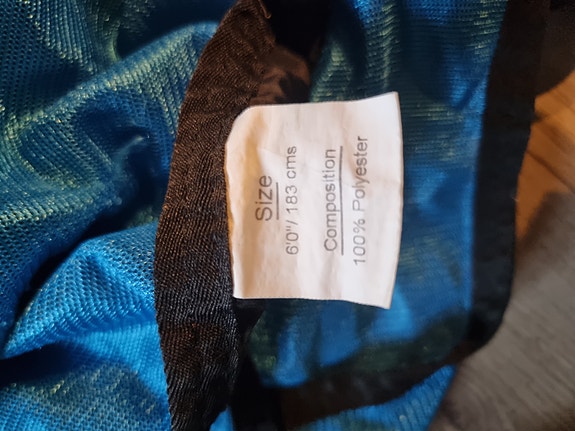 Size
6'0"/ 183 cms
Composition
100% Polyester